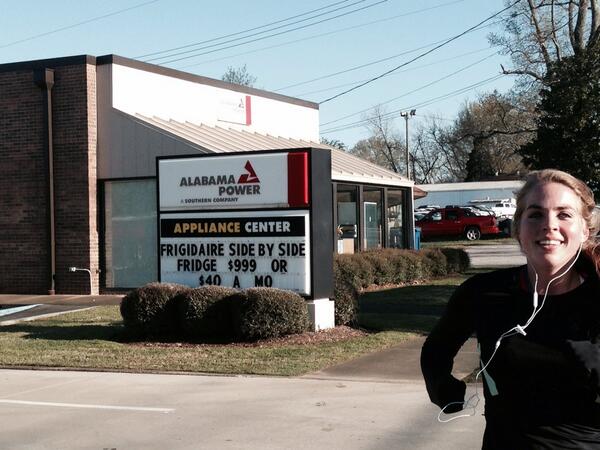 ALABAMA
POWER
A SOUTHERN COMPANY
APPLIANCE CENTER
FRIGIDAIRE SIDE BY SIDE
FRIDGE $999 OR
$40 A MO